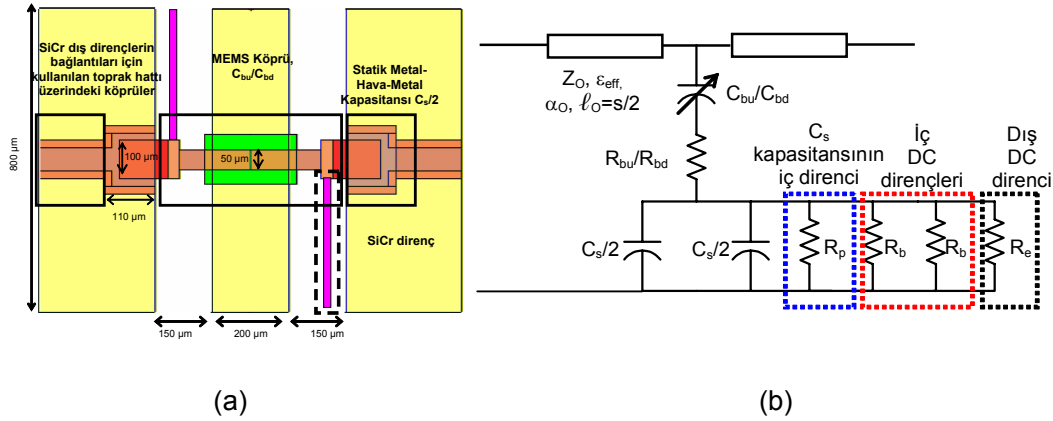 SiCr dış dirençlerin
bağlantıları için
kullanılan toprak hattı
üzerindeki köprüler
MEMS Köprü,
Cbu/Cbd
Statik Metal-
Hava-Metal
Kapasitansı Cs/2
800 µm
100 µm
50 µm
110 µm
SiCr direnç
150 µm
200 µm
150 µm
(a)
ZO, εeff,
αO, ℓO=s/2
Cbu/Cbd
Rbu/Rbd
Cs
kapasitansının
iç direnci
İç
DC
dirençleri
Dış
DC
direnci
Cs/2
Cs/2
Rp
Rb
Rb
Re
(b)